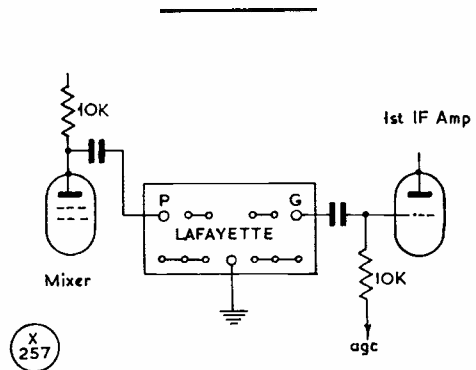 10K
1st IF Amp
P
G
LAFAYETTE
Mixer
10K
agc
X
257